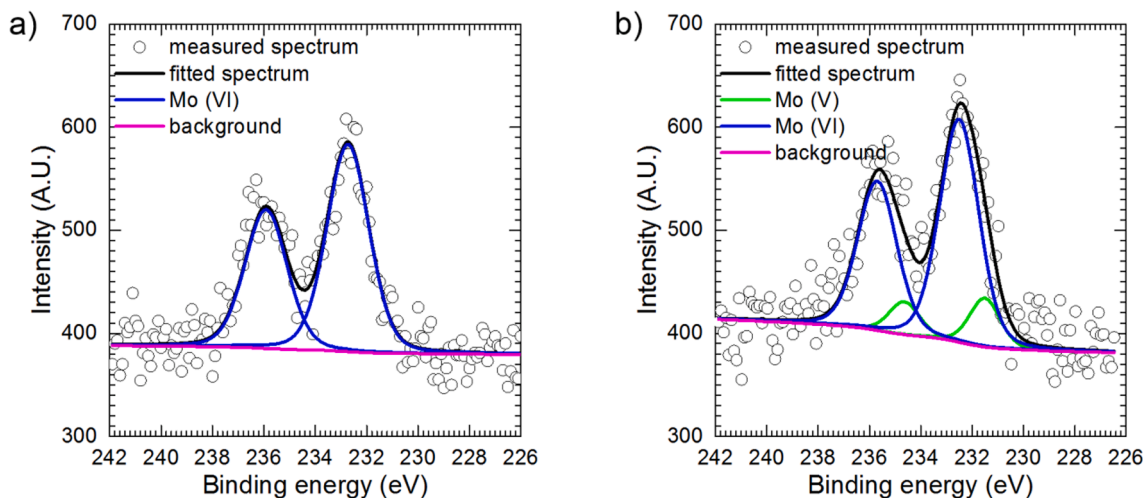 a)
700
600
500
400
300
Intensity (A.U.)
measured spectrum
fitted spectrum
Mo (VI)
background
242 240 238 236 234 232 230 228 226
Binding energy (eV)
b)
700
600
500
400
300
Intensity (A.U.)
measured spectrum
fitted spectrum
Mo (V)
Mo (VI)
background
242 240 238 236 234 232 230 228 226
Binding energy (eV)